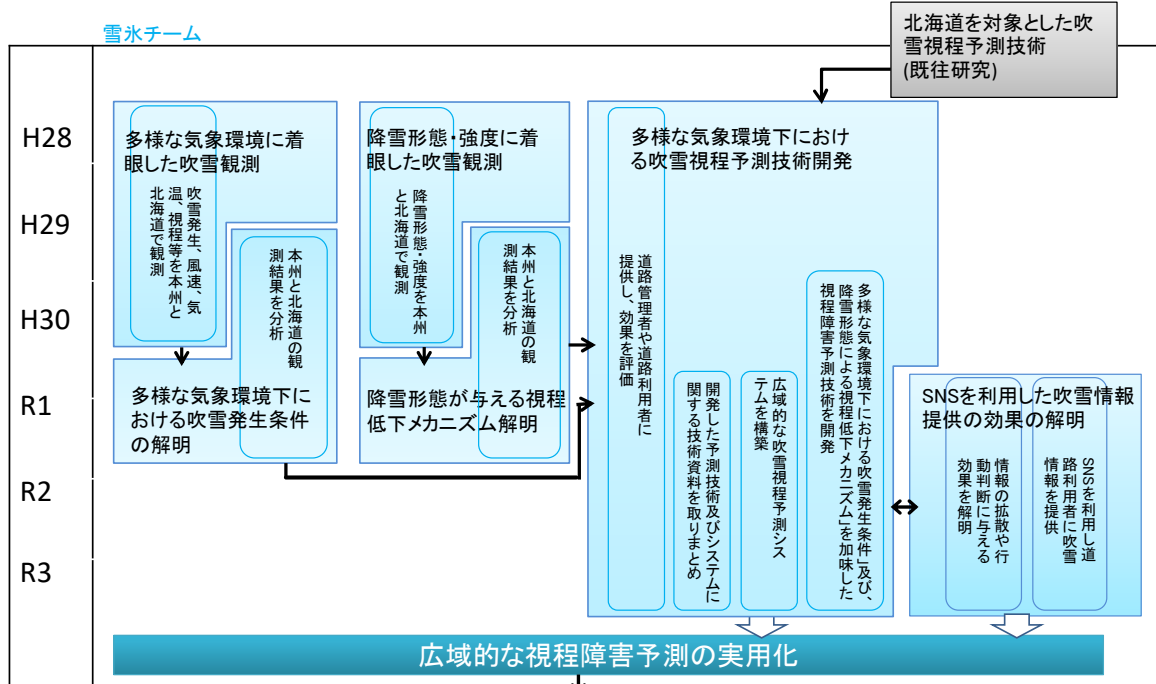 雪氷チーム
北海道を対象とした吹
雪視程予測技術
(既往研究)
H28
H29
H30
R1
R2
R3
多様な気象環境に着
眼した吹雪観測
吹雪発生、風速、気
温、視程等を本州と
北海道で観測
本州と北海道の観
測結果を分析
多様な気象環境下に
おける吹雪発生条件
の解明
降雪形態・強度に着
眼した吹雪観測
降雪形態・強度を本州
と北海道で観測
本州と北海道の観
測結果を分析
降雪形態が与える視程
低下メカニズム解明
多様な気象環境下におけ
る吹雪視程予測技術開発
道路管理者や道路利用者に
提供し、効果を評価
開発した予測技術及びシステムに
関する技術資料を取りまとめ
広域的な吹雪視程予測シス
テムを構築
多様な気象環境下における吹雪発生条件」及び、
降雪形態による視程低下メカニズム」を加味した
視程障害予測技術を開発
SNSを利用した吹雪情報
提供の効果の解明
情報の拡散や行
動判断に与える
効果を解明
SNSを利用し道
路利用者に吹雪
情報を提供
広域的な視程障害予測の実用化